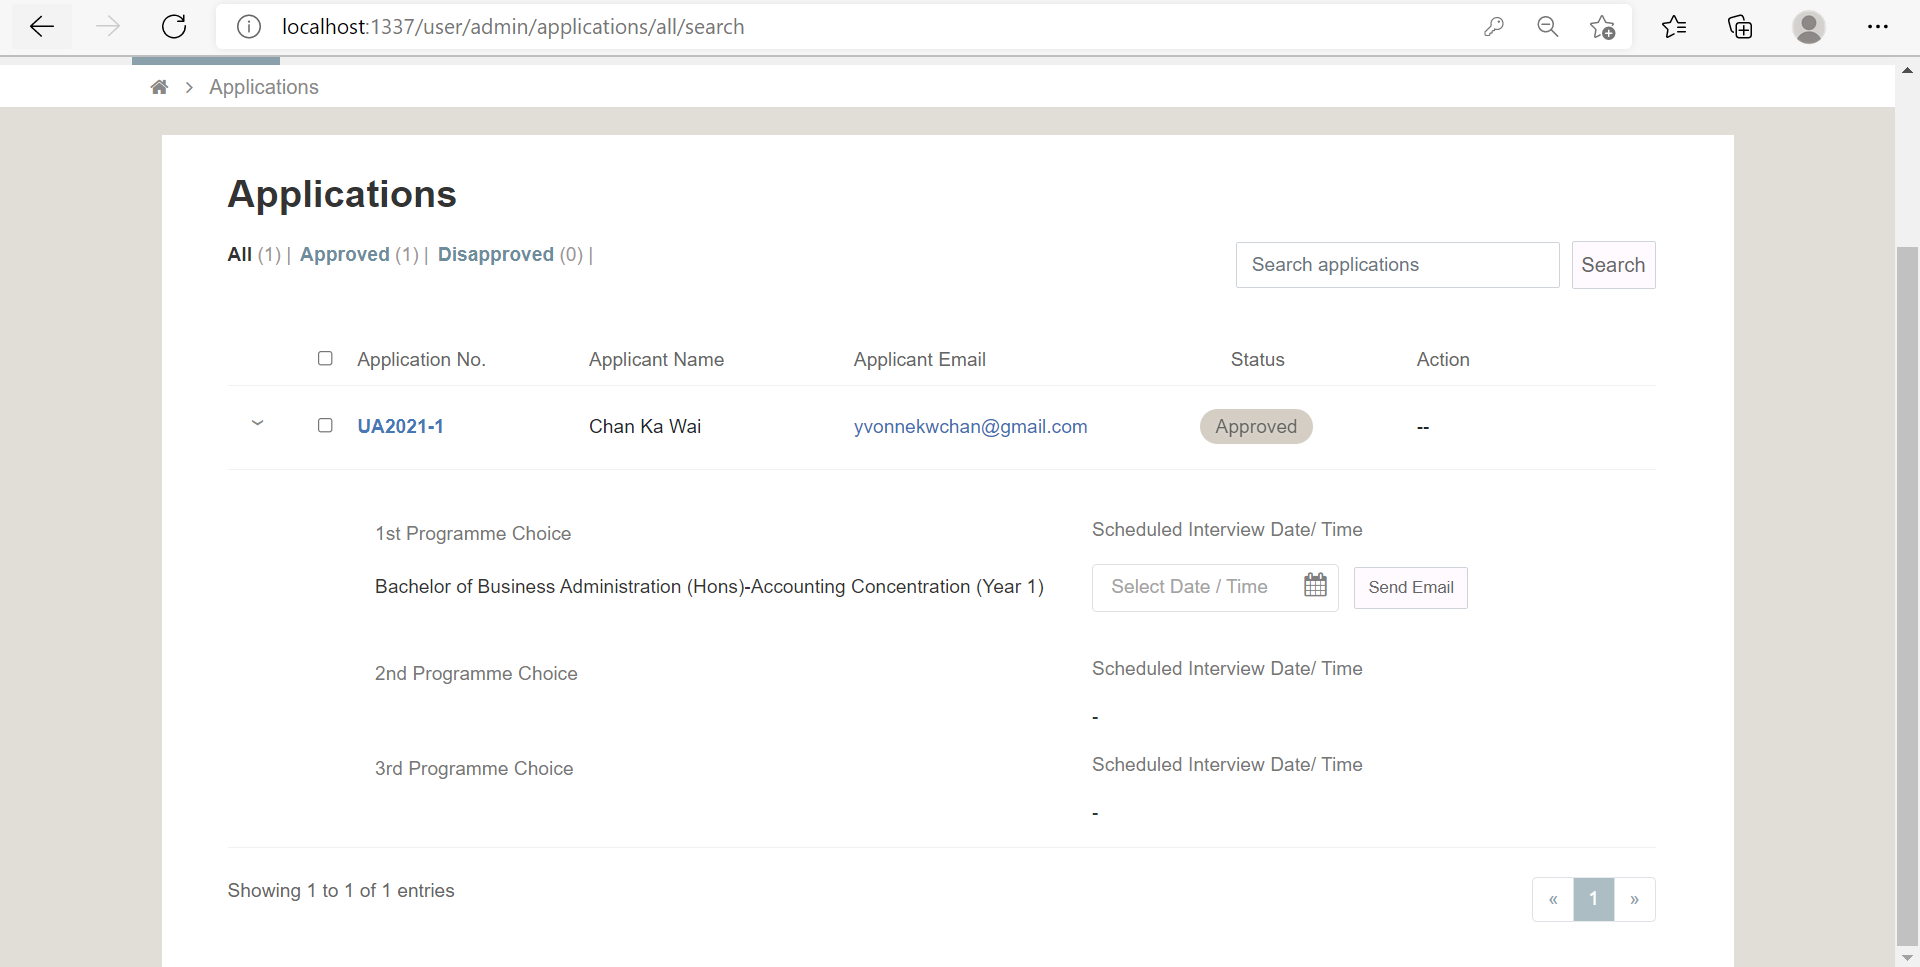 localhost:1337/user/admin/applications/all/search
> Applications
Applications
All (1) | Approved (1) | Disapproved (0) |
Search applications
Search
Application No. Applicant Name Applicant Email Status Action
UA2021-1 Chan Ka Wai yvonnekwchan@gmail.com Approved --
1st Programme Choice
Scheduled Interview Date/ Time
Bachelor of Business Administration (Hons)-Accounting Concentration (Year 1)
Select Date / Time
Send Email
2nd Programme Choice
Scheduled Interview Date/ Time
-
3rd Programme Choice
Scheduled Interview Date/ Time
-
Showing 1 to 1 of 1 entries
« 1 »